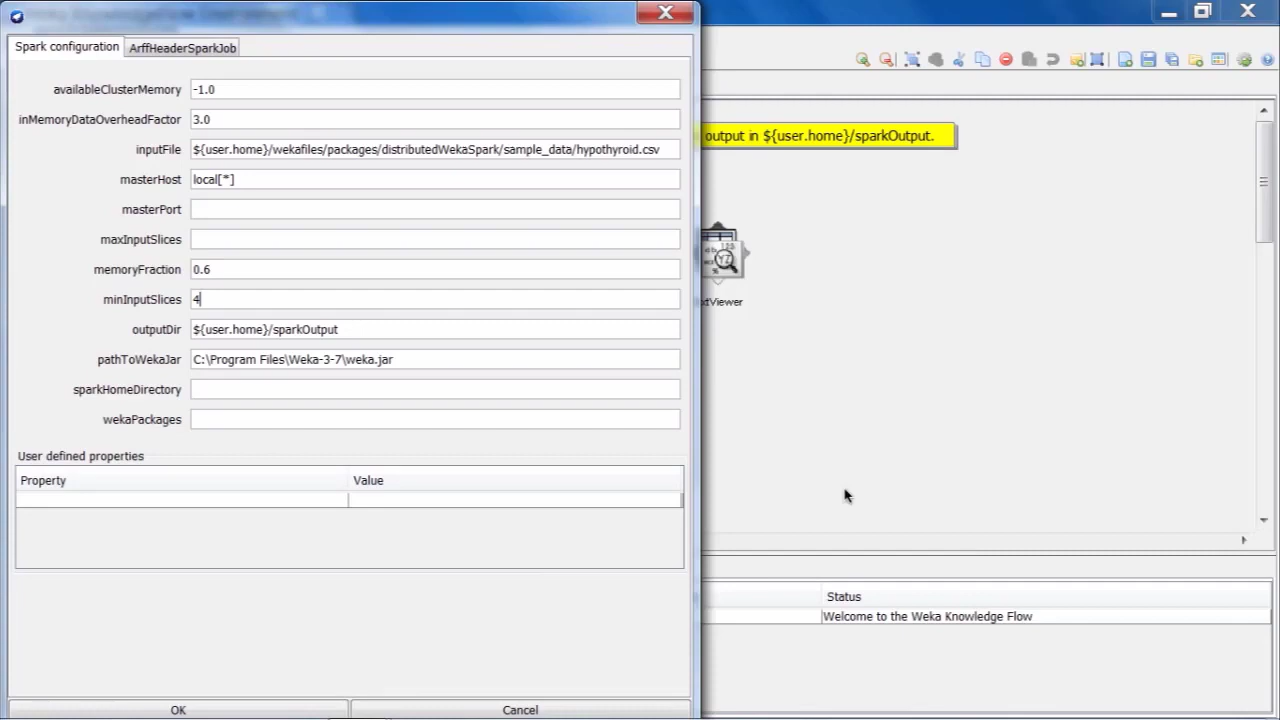 Spark configuration
ArffHeaderSparkJob
availableClusterMemory -1.0
inMemoryDataOverheadFactor 3.0
inputFile ${user.home}/wekafiles/packages/distributedWekaSpark/sample_data/hypothyroid.csv
output in ${user.home}/sparkOutput.
masterHost local[*]
masterPort
maxInputSlices
memoryFraction 0.6
minInputSlices 4
xtViewer
outputDir ${user.home}/sparkOutput
pathToWekaJar C:\Program Files\Weka-3-7\weka.jar
sparkHomeDirectory
wekaPackages
User defined properties
Property Value
Status
Welcome to the Weka Knowledge Flow
OK Cancel